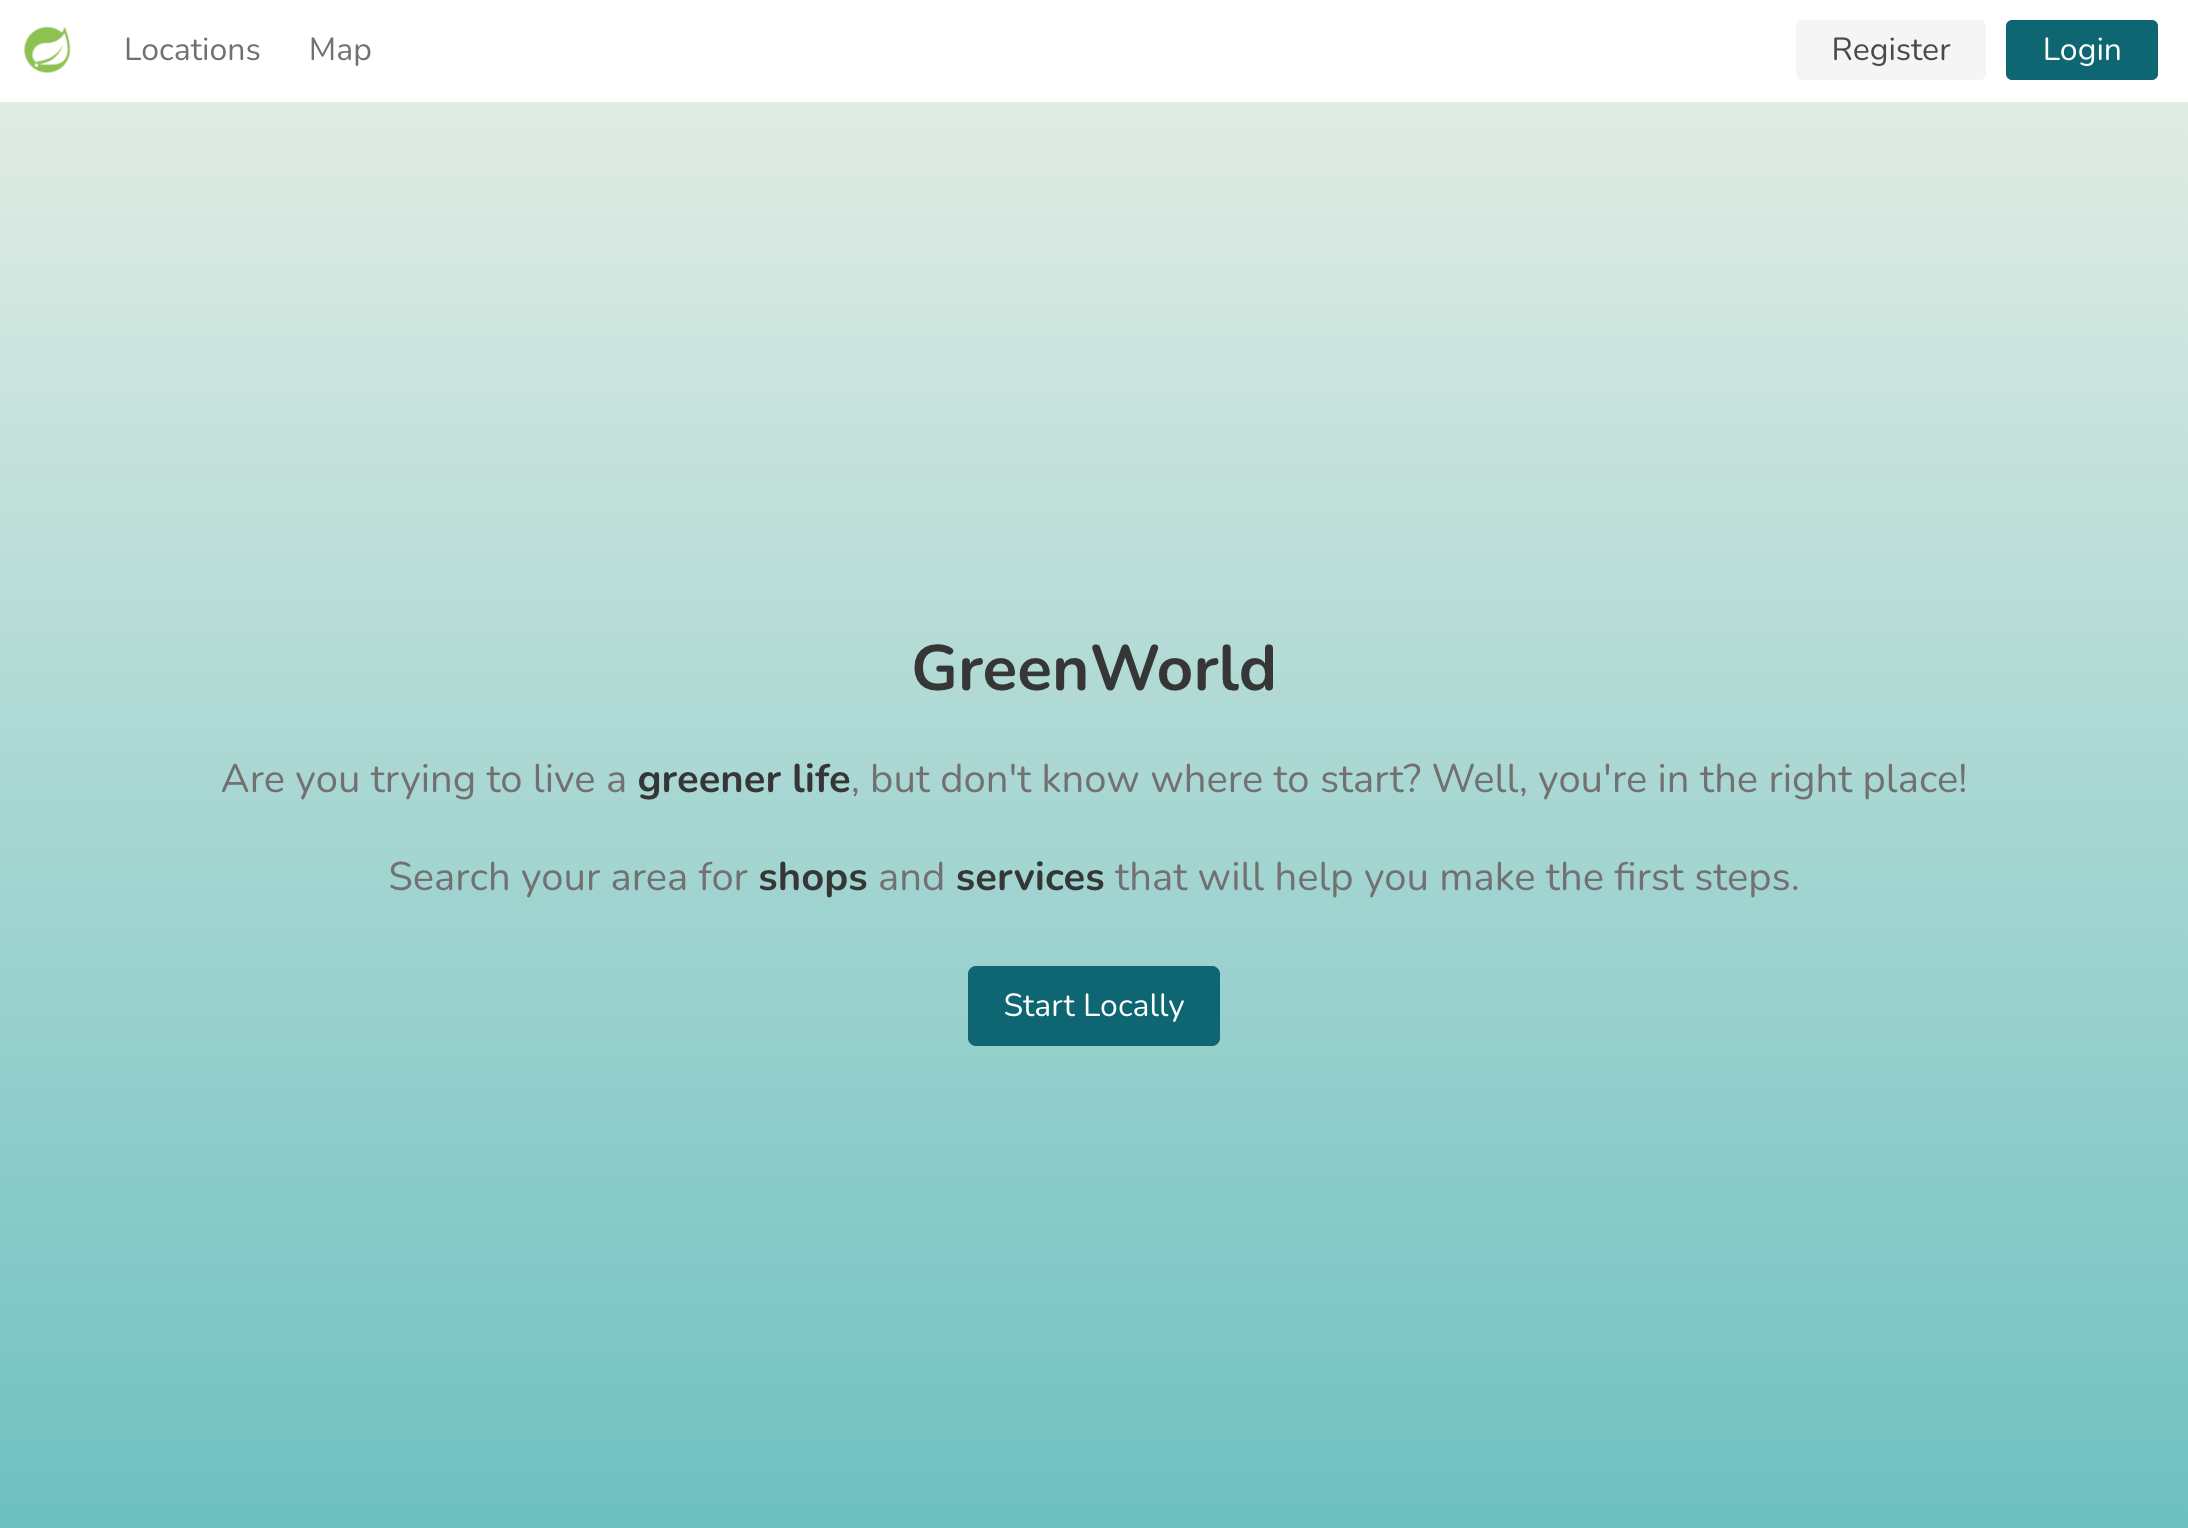 Locations Map Register Login
GreenWorld
Are you trying to live a greener life, but don't know where to start? Well, you're in the right place!
Search your area for shops and services that will help you make the first steps.
Start Locally